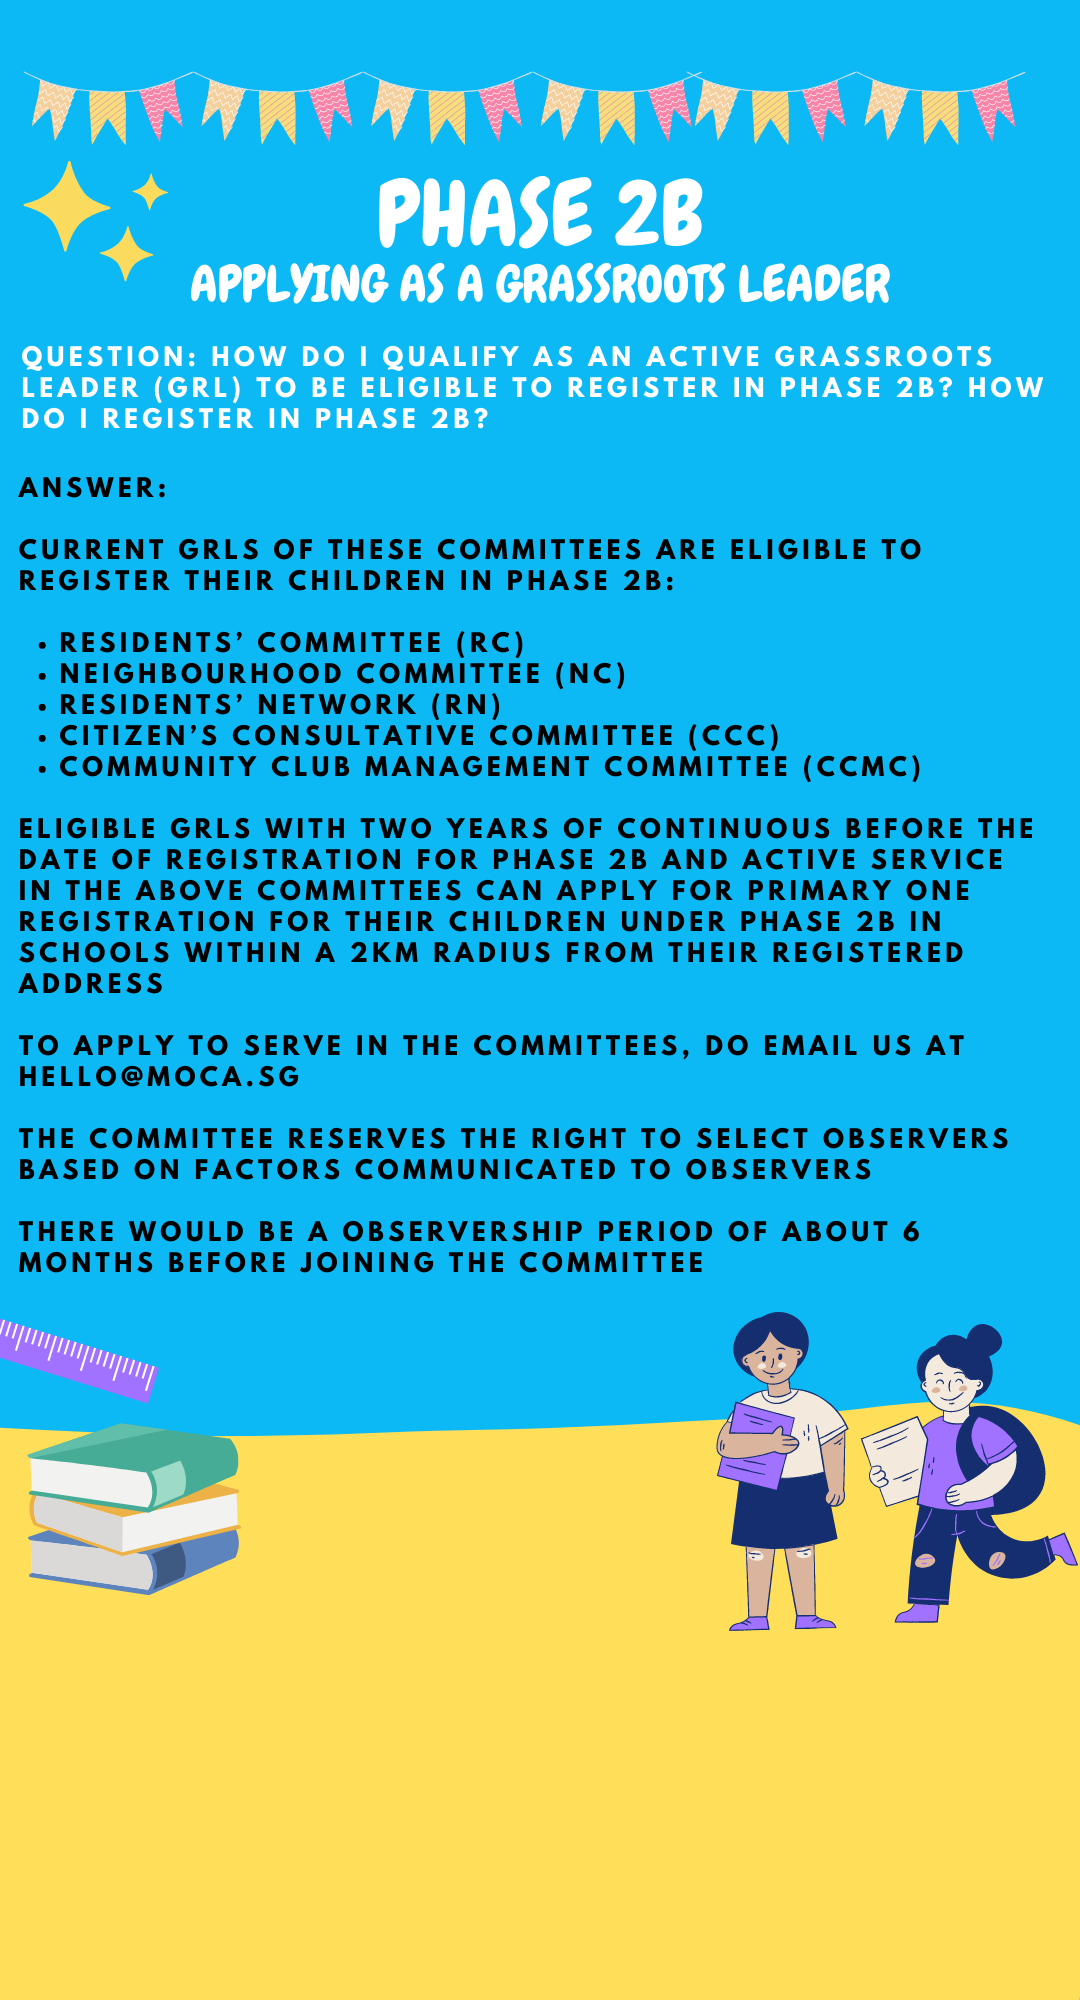 PHASE 2B
APPLYING AS A GRASSROOTS LEADER
QUESTION: HOW DO I QUALIFY AS AN ACTIVE GRASSROOTS
LEADER (GRL) TO BE ELIGIBLE TO REGISTER IN PHASE 2B? HOW
DO I REGISTER IN PHASE 2B?
ANSWER:
CURRENT GRLS OF THESE COMMITTEES ARE ELIGIBLE TO
REGISTER THEIR CHILDREN IN PHASE 2B:
• RESIDENTS’ COMMITTEE (RC)
• NEIGHBOURHOOD COMMITTEE (NC)
• RESIDENTS’ NETWORK (RN)
• CITIZEN’S CONSULTATIVE COMMITTEE (CCC)
• COMMUNITY CLUB MANAGEMENT COMMITTEE (CCMC)
ELIGIBLE GRLS WITH TWO YEARS OF CONTINUOUS BEFORE THE
DATE OF REGISTRATION FOR PHASE 2B AND ACTIVE SERVICE
IN THE ABOVE COMMITTEES CAN APPLY FOR PRIMARY ONE
REGISTRATION FOR THEIR CHILDREN UNDER PHASE 2B IN
SCHOOLS WITHIN A 2KM RADIUS FROM THEIR REGISTERED
ADDRESS
TO APPLY TO SERVE IN THE COMMITTEES, DO EMAIL US AT
HELLO@MOCA.SG
THE COMMITTEE RESERVES THE RIGHT TO SELECT OBSERVERS
BASED ON FACTORS COMMUNICATED TO OBSERVERS
THERE WOULD BE A OBSERVERSHIP PERIOD OF ABOUT 6
MONTHS BEFORE JOINING THE COMMITTEE